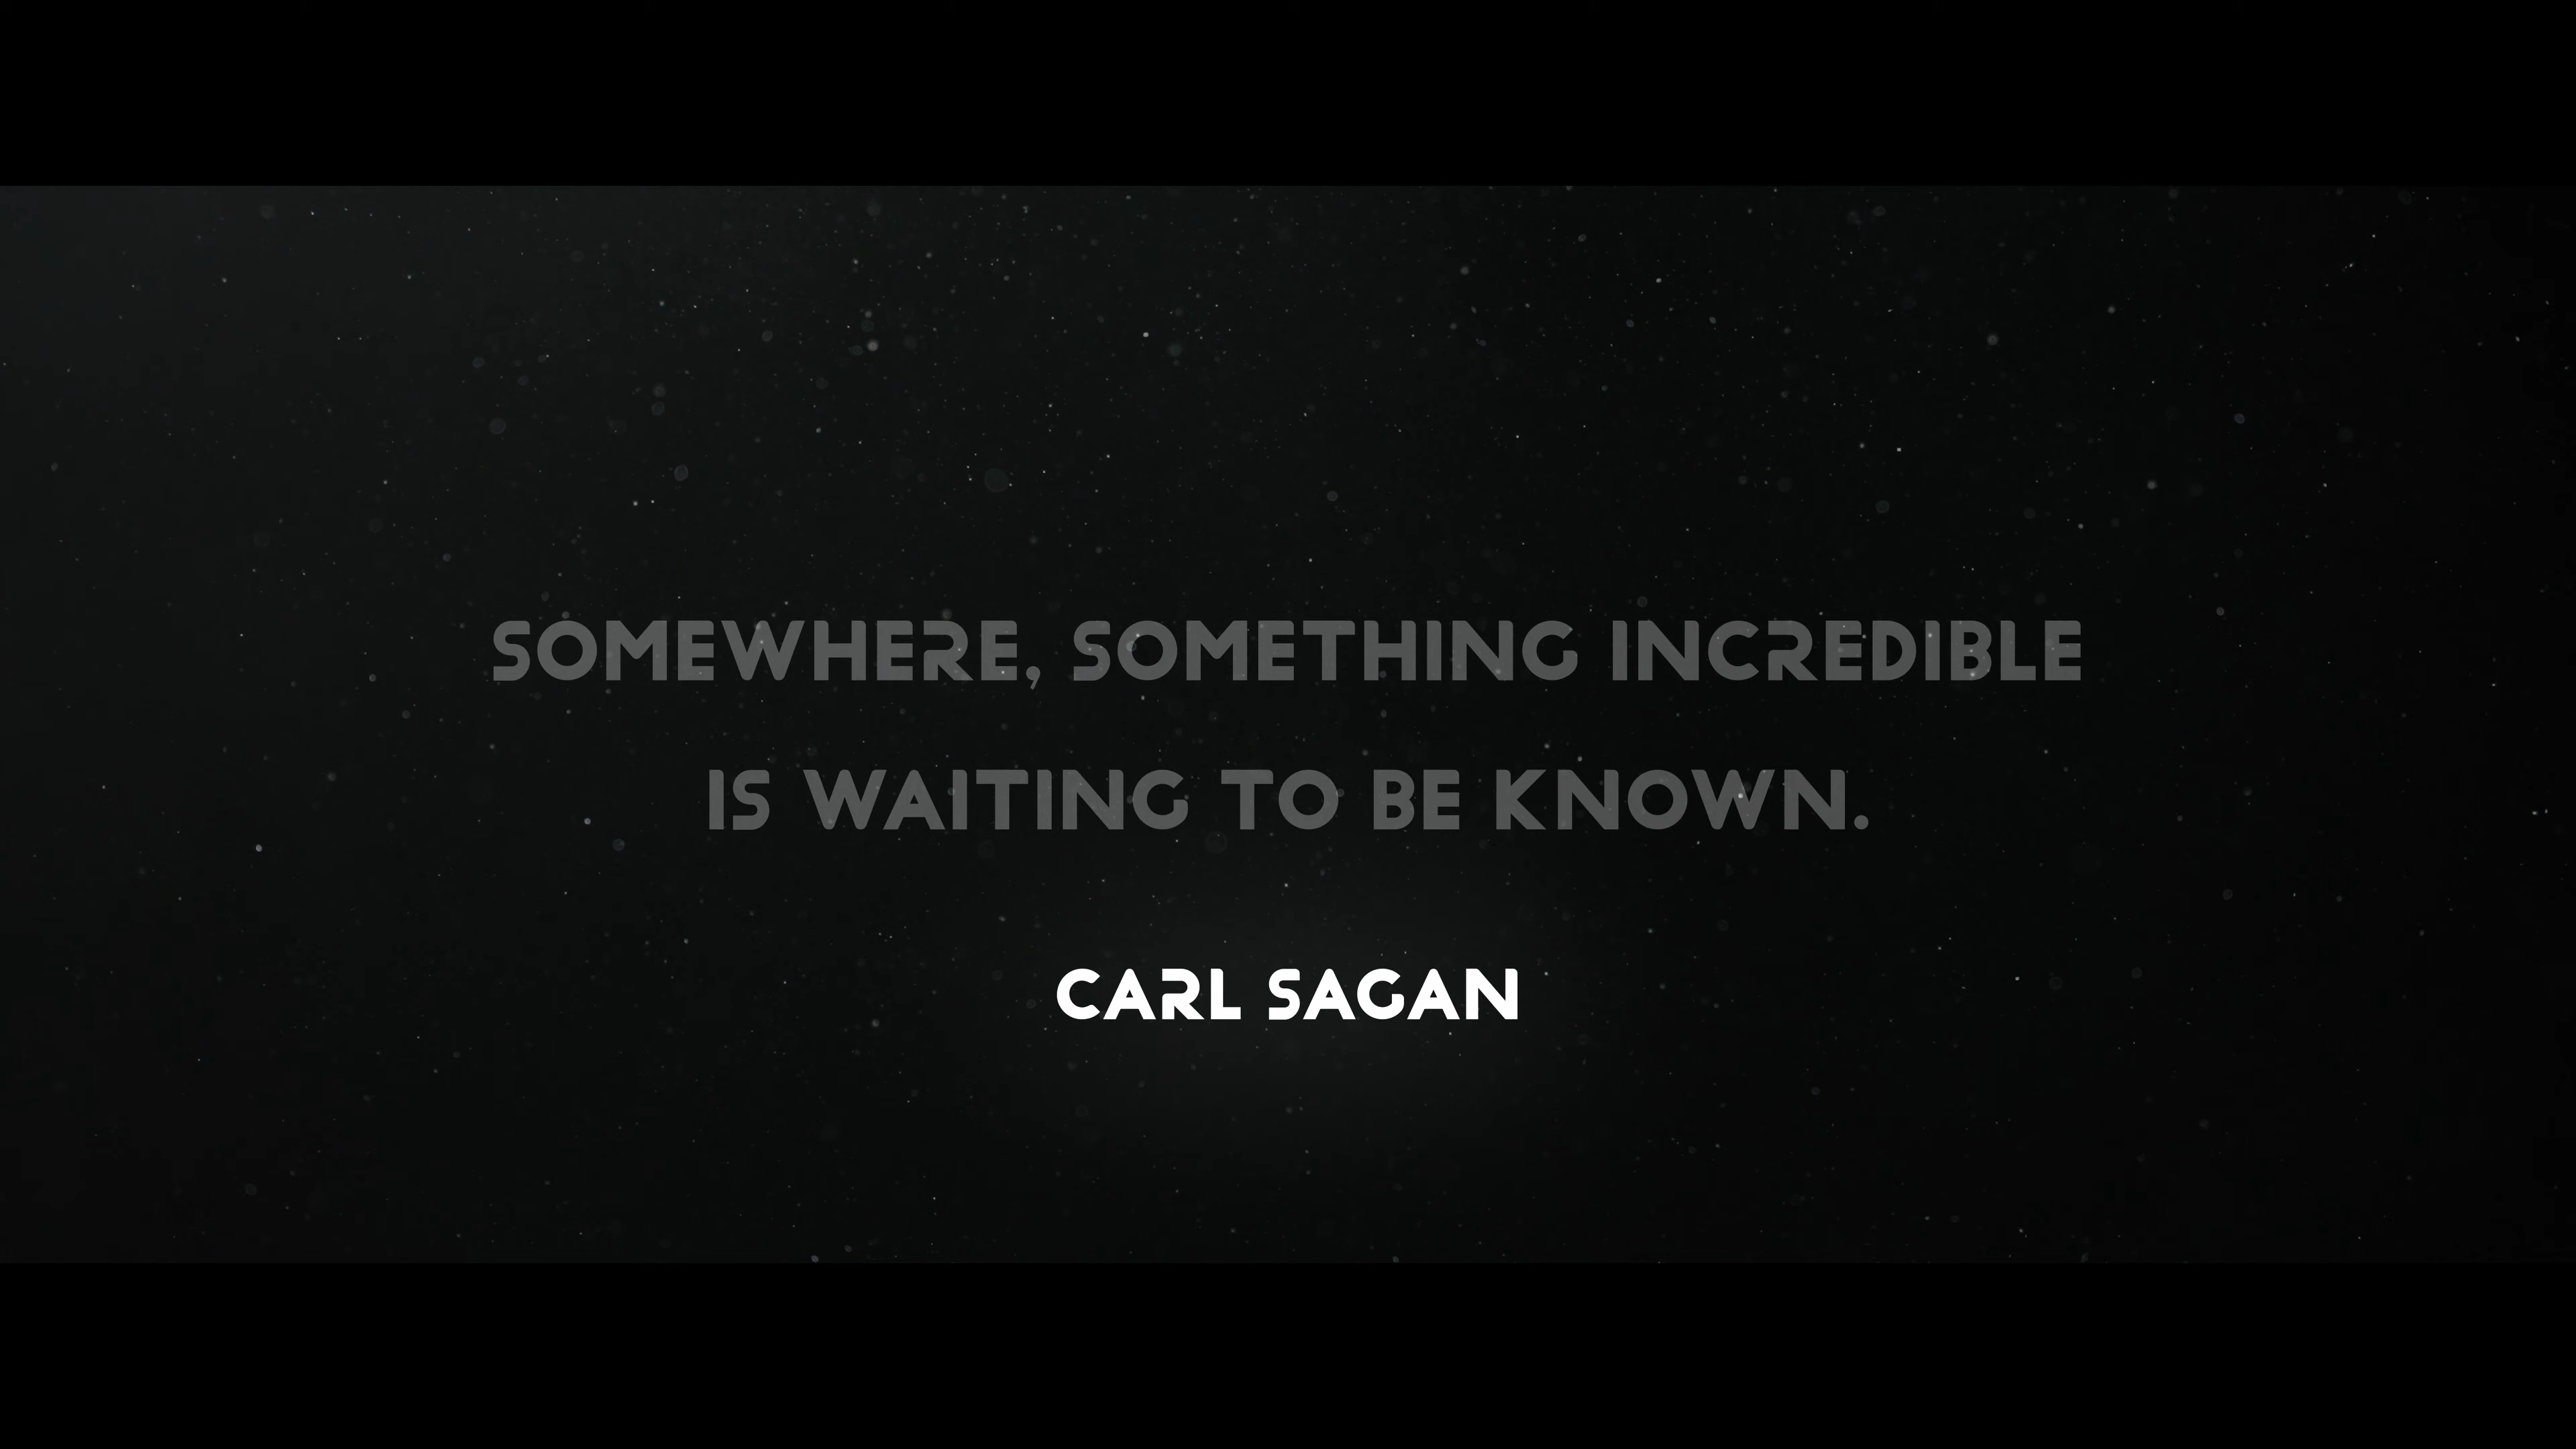 SOMEWHERE, SOMETHING INCREDIBLE
IS WAITING TO BE KNOWN.
CARL SAGAN